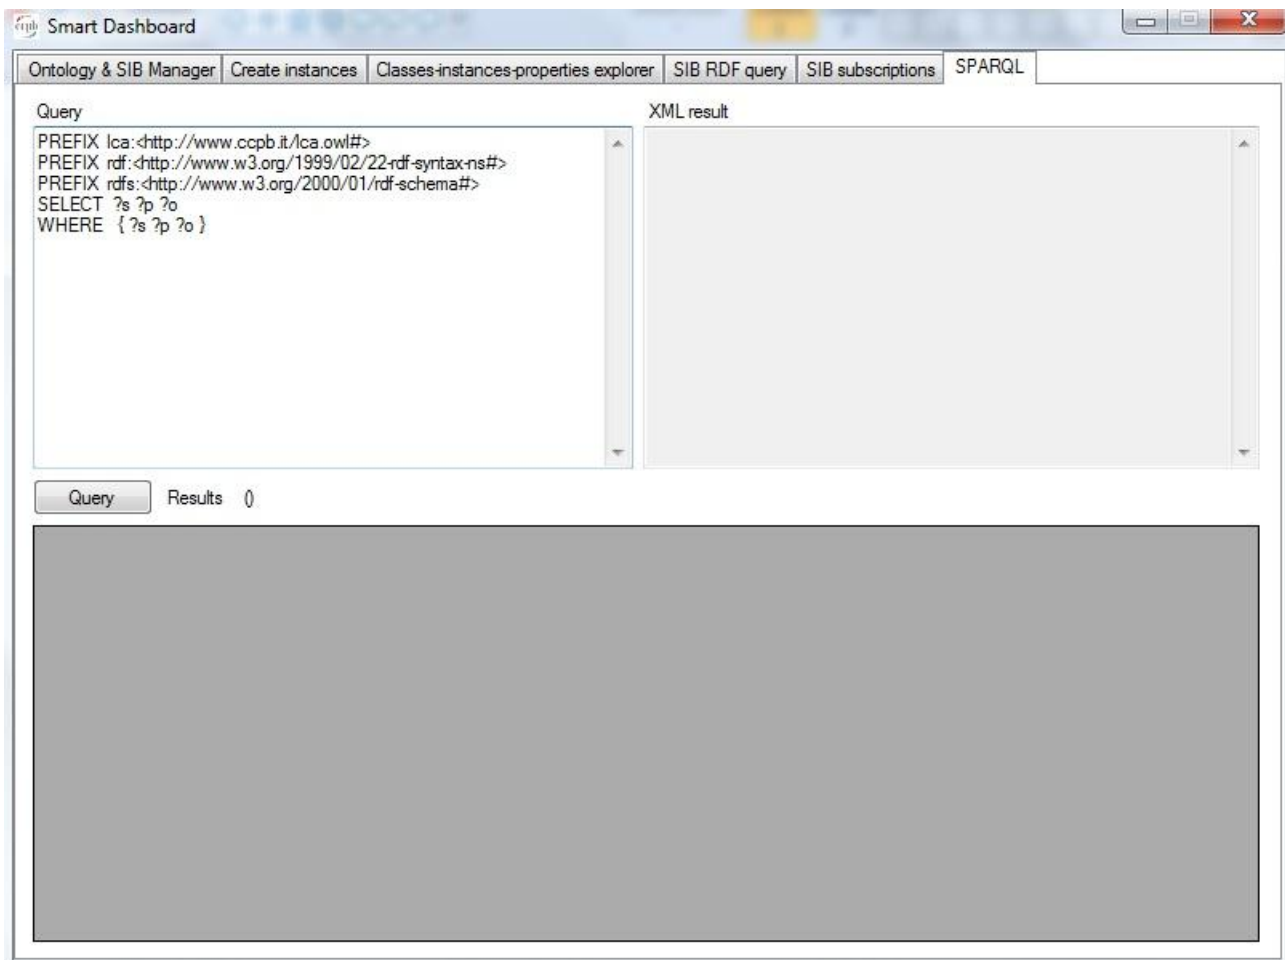 Smart Dashboard
Ontology & SIB Manager Create instances Classes-instances-properties explorer SIB RDF query SIB subscriptions SPARQL
Query XML result
PREFIX lca:<http://www.ccpb.it/lca.owl#>
PREFIX rdf:<http://www.w3.org/1999/02/22-rdf-syntax-ns#>
PREFIX rdfs:<http://www.w3.org/2000/01/rdf-schema#>
SELECT ?s ?p ?o
WHERE { ?s ?p ?o }
Query Results ()